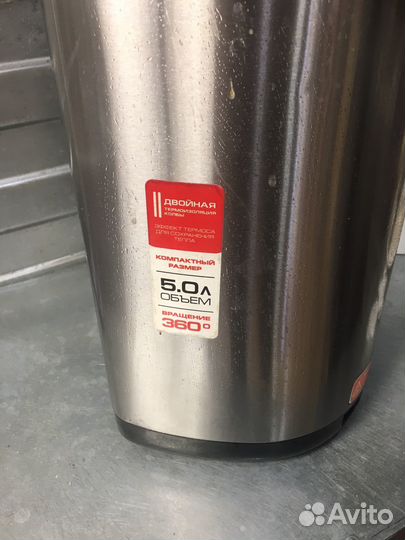 ДВОЙНАЯ
ТЕРМОИЗОЛЯЦИЯ
КОЛБЫ
ЭФФЕКТ ТЕРМОСА
ДЛЯ СОХРАНЕНИЯ
ТЕПЛА
КОМПАКТНЫЙ
РАЗМЕР
5.0л
ОБЪЕМ
ВРАЩЕНИЕ
360°
Avito